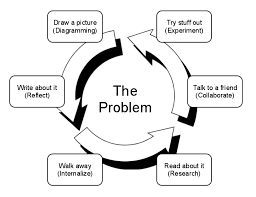 Draw a picture
(Diagramming)
Try stuff out
(Experiment)
Write about it
(Reflect)
The
Problem
Talk to a friend
(Collaborate)
Walk away
(Internalize)
Read about it
(Research)